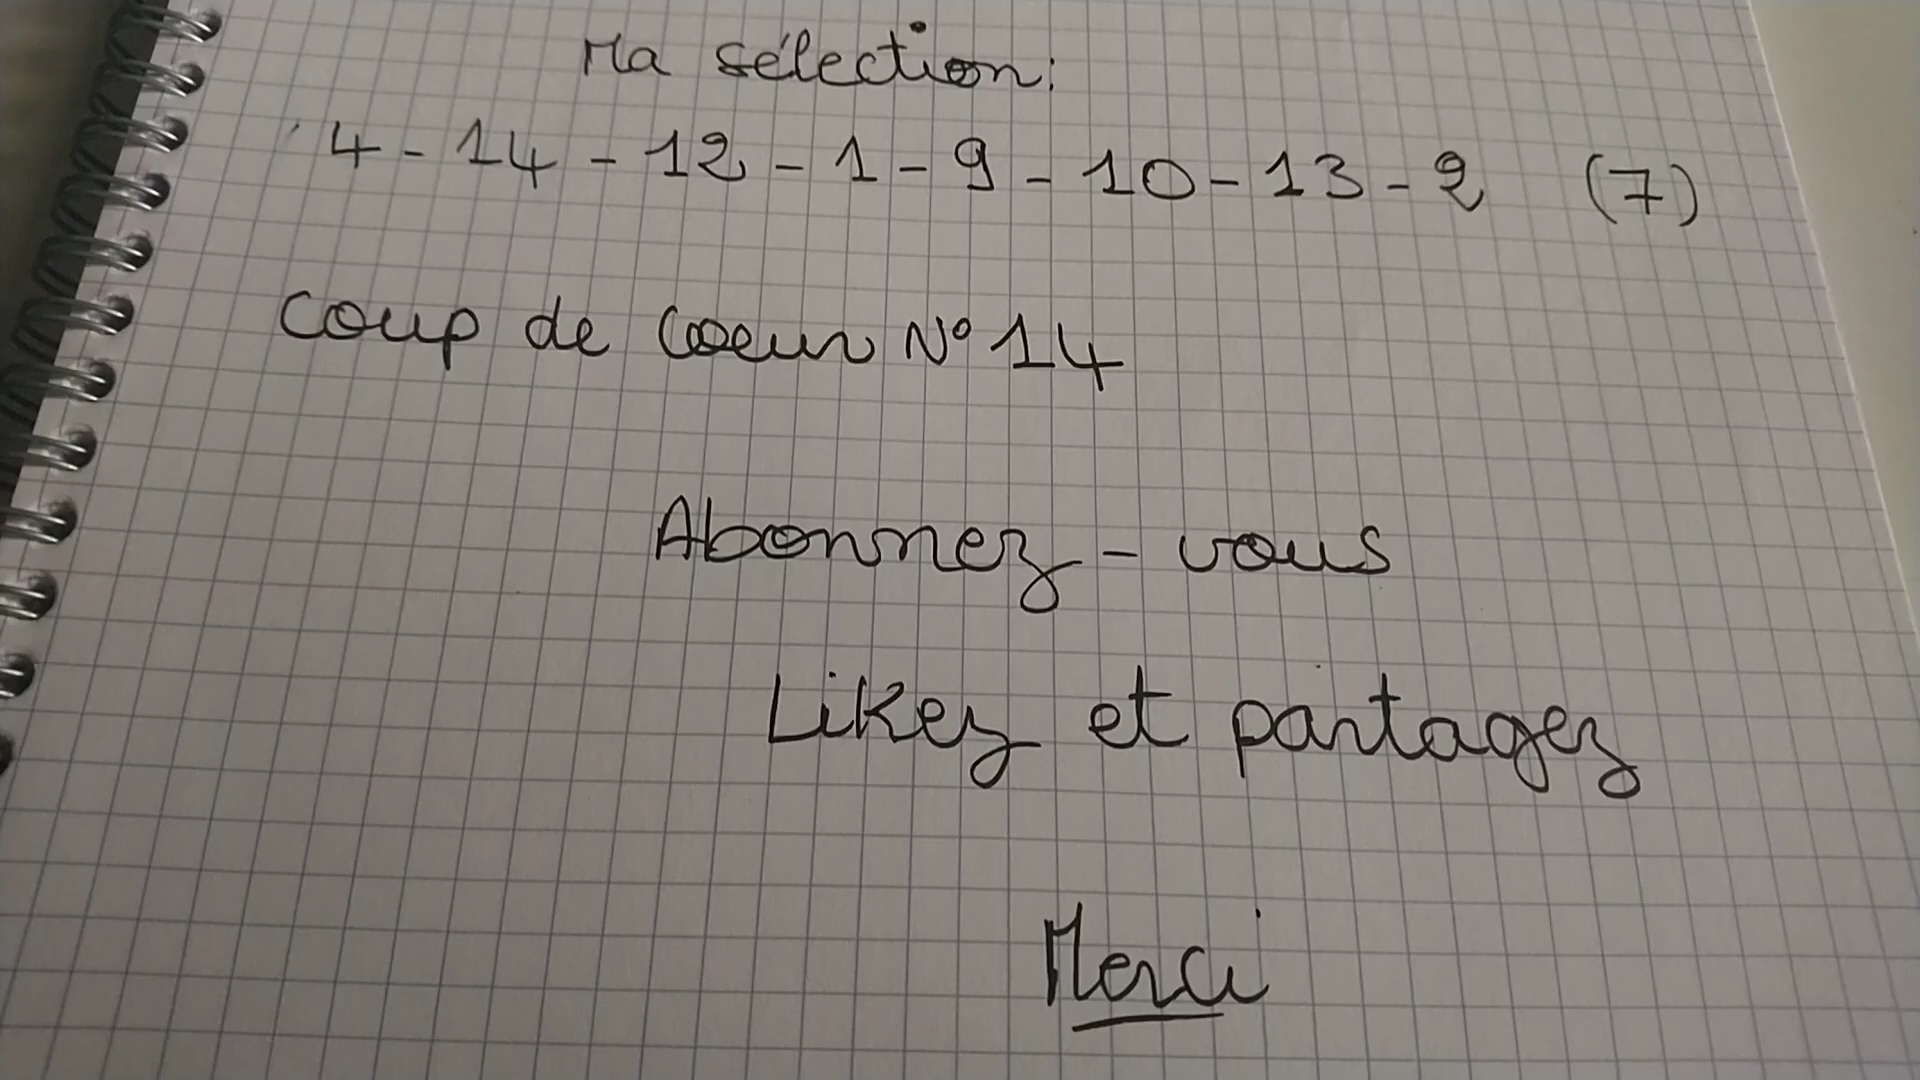 Ma sélection:
4 - 14 - 12 - 1 - 9 - 10 - 13 - 2 (7)
Coup de coeur N° 14
Abonnez - vous
Likez et partagez
Merci